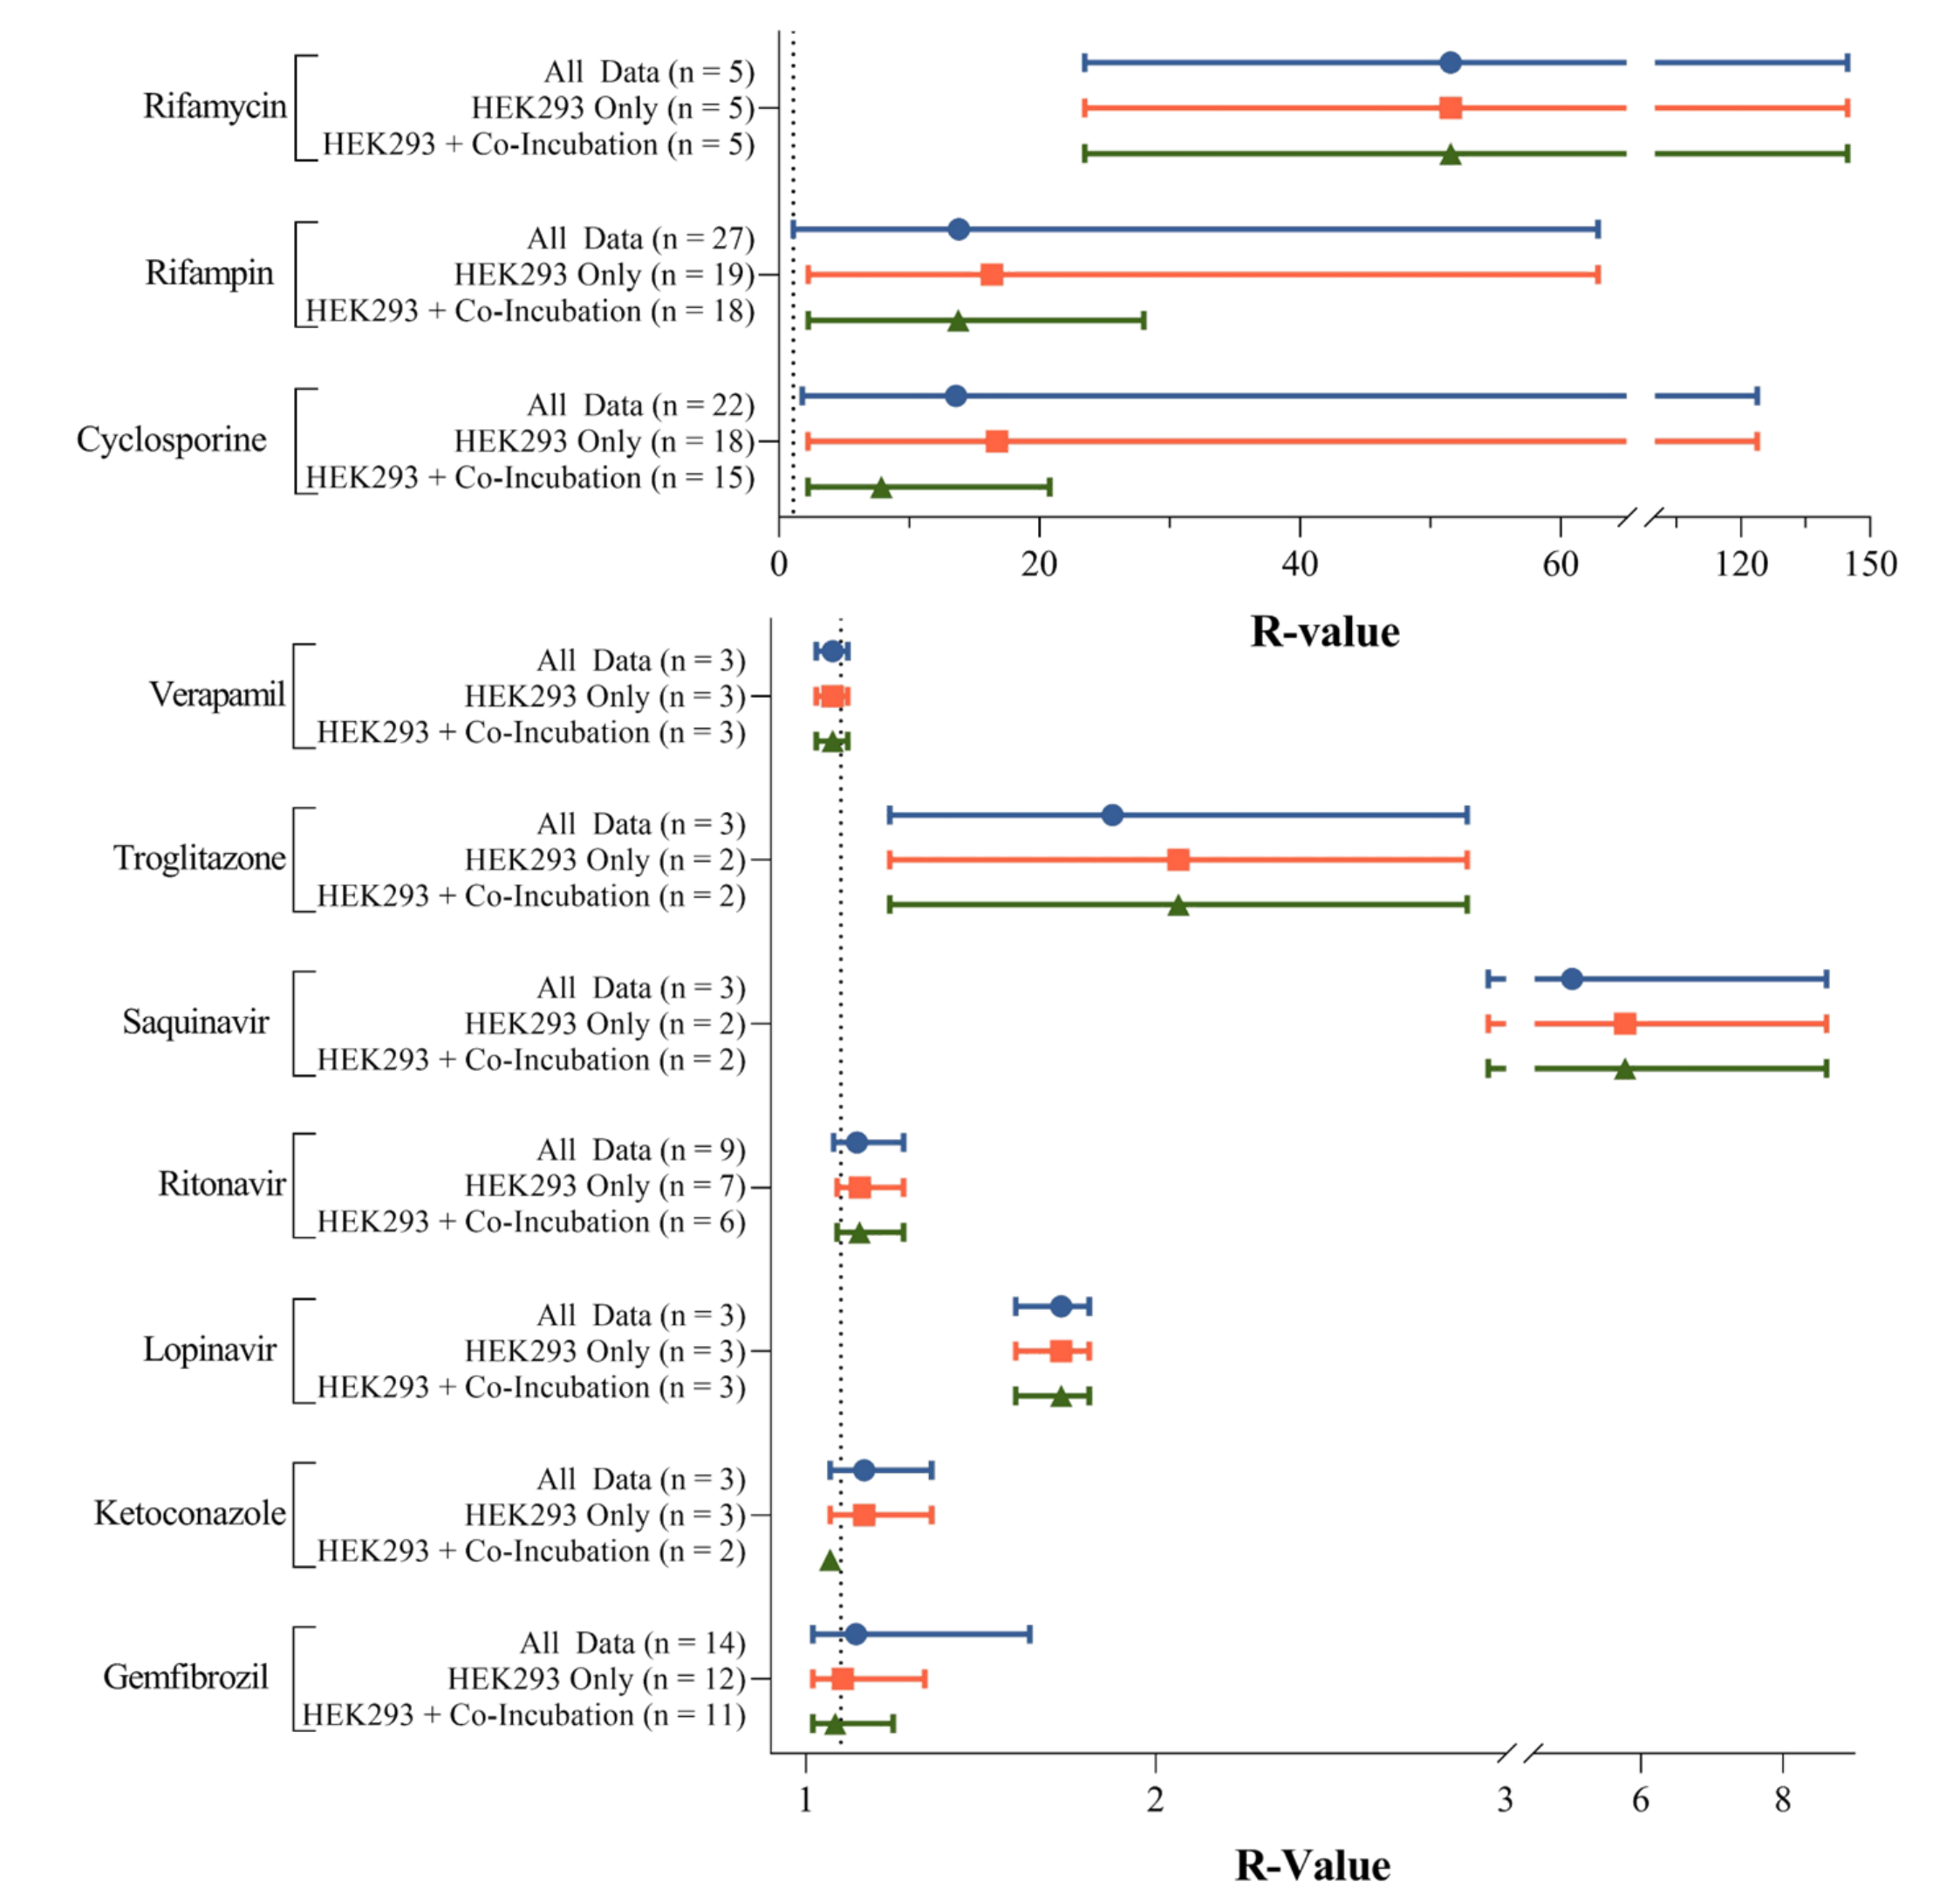 All Data (n = 5)
Rifamycin HEK293 Only (n = 5)
HEK293 + Co-Incubation (n = 5)
All Data (n = 27)
Rifampin HEK293 Only (n = 19)
HEK293 + Co-Incubation (n = 18)
All Data (n = 22)
Cyclosporine HEK293 Only (n = 18)
HEK293 + Co-Incubation (n = 15)
0 20 40 60 120 150
R-value
All Data (n = 3)
Verapamil HEK293 Only (n = 3)
HEK293 + Co-Incubation (n = 3)
All Data (n = 3)
Troglitazone HEK293 Only (n = 2)
HEK293 + Co-Incubation (n = 2)
All Data (n = 3)
Saquinavir HEK293 Only (n = 2)
HEK293 + Co-Incubation (n = 2)
All Data (n = 9)
Ritonavir HEK293 Only (n = 7)
HEK293 + Co-Incubation (n = 6)
All Data (n = 3)
Lopinavir HEK293 Only (n = 3)
HEK293 + Co-Incubation (n = 3)
All Data (n = 3)
Ketoconazole HEK293 Only (n = 3)
HEK293 + Co-Incubation (n = 2)
All Data (n = 14)
Gemfibrozil HEK293 Only (n = 12)
HEK293 + Co-Incubation (n = 11)
1 2 3 6 8
R-Value